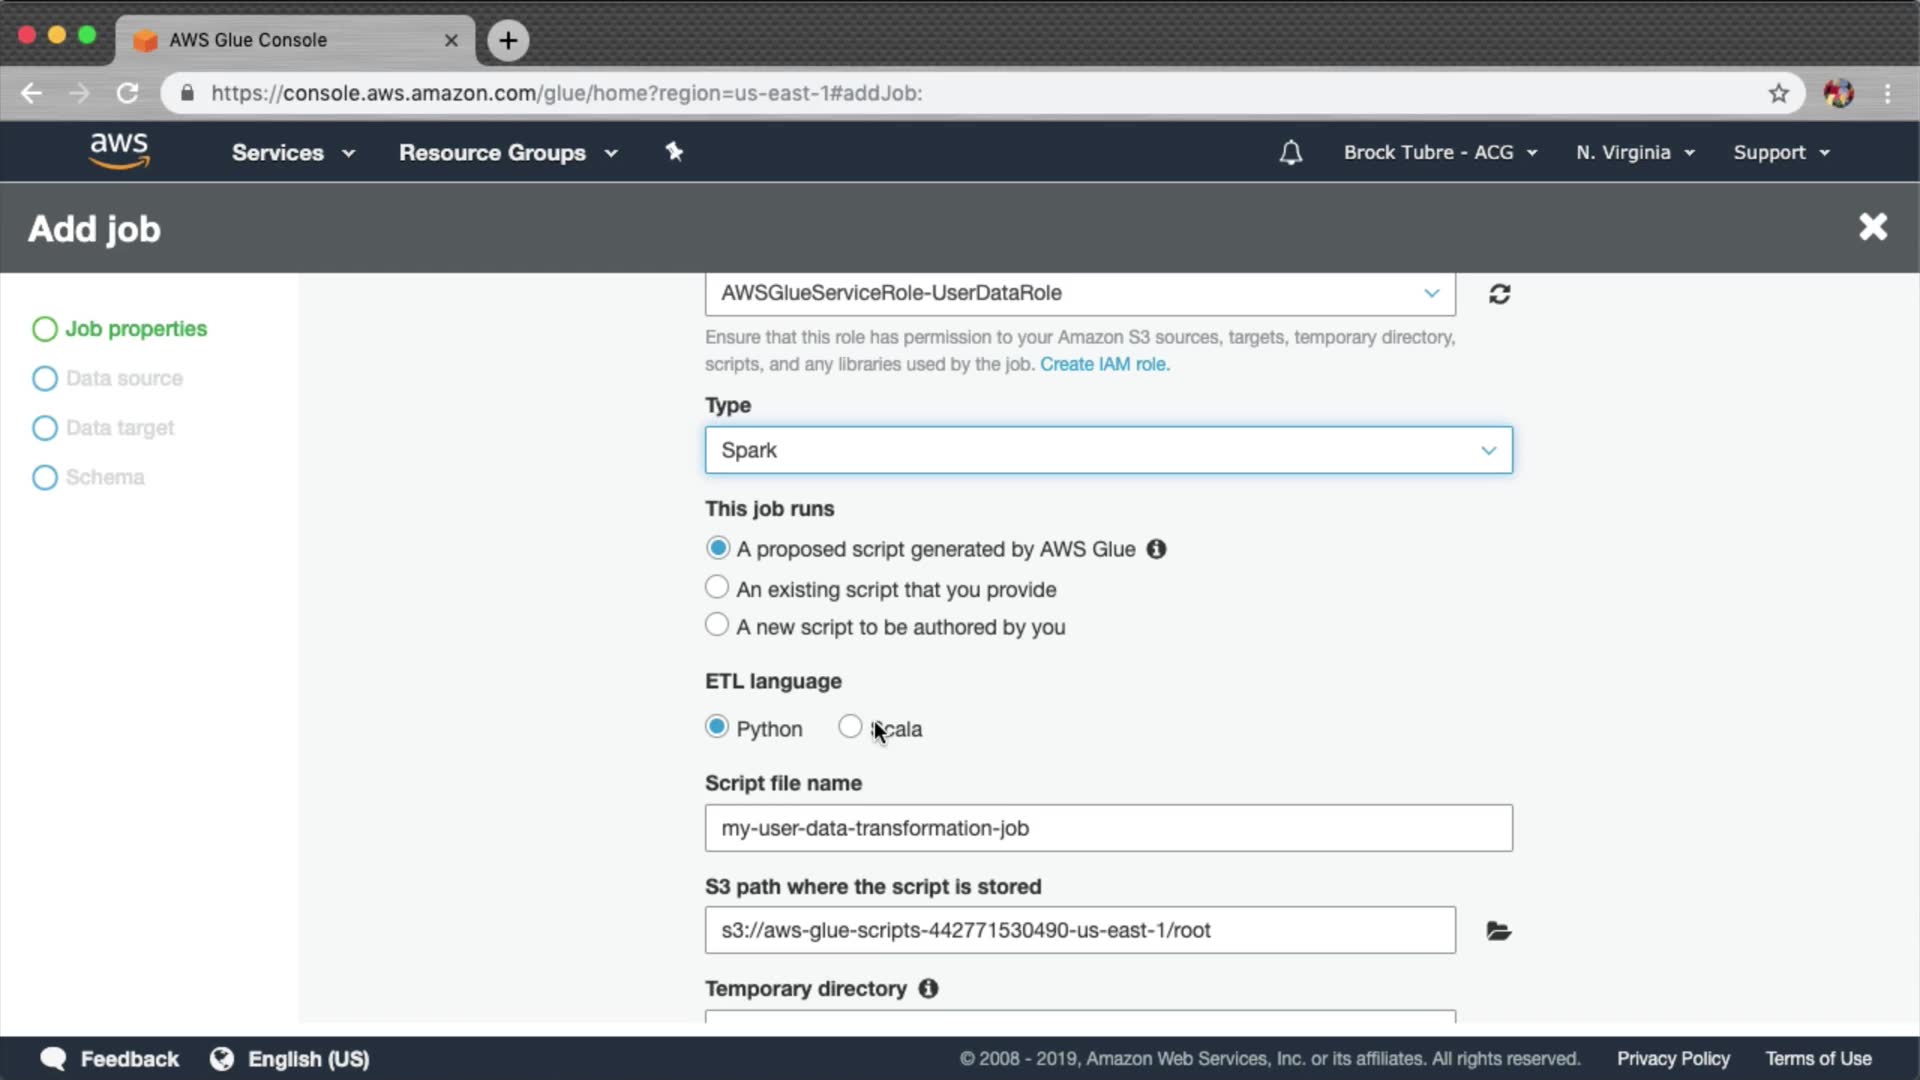 AWS Glue Console
https://console.aws.amazon.com/glue/home?region=us-east-1#addJob:
aws Services Resource Groups Brock Tubre - ACG N. Virginia Support
Add job
Job properties
Data source
Data target
Schema
AWSGlueServiceRole-UserDataRole
Ensure that this role has permission to your Amazon S3 sources, targets, temporary directory,
scripts, and any libraries used by the job. Create IAM role.
Type
Spark
This job runs
A proposed script generated by AWS Glue
An existing script that you provide
A new script to be authored by you
ETL language
Python Scala
Script file name
my-user-data-transformation-job
S3 path where the script is stored
s3://aws-glue-scripts-442771530490-us-east-1/root
Temporary directory
Feedback English (US) © 2008 - 2019, Amazon Web Services, Inc. or its affiliates. All rights reserved. Privacy Policy Terms of Use